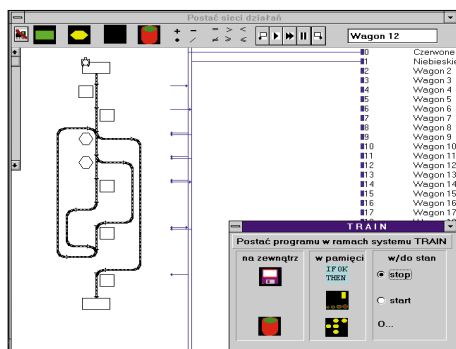 Postać sieci działań
Wagon 12
0 Czerwone
1 Niebieskie
2 Wagon 2
3 Wagon 3
4 Wagon 4
5 Wagon 5
6 Wagon 6
7 Wagon 7
8 Wagon 8
9 Wagon 9
10 Wagon 10
11 Wagon 11
12 Wagon 12
13 Wagon 13
14 Wagon 14
15 Wagon 15
16 Wagon 16
17 Wagon 17
TRAIN
Postać programu w ramach systemu TRAIN
na zewnątrz
w pamięci
w/do stan
IF OK
THEN
stop
start
O...